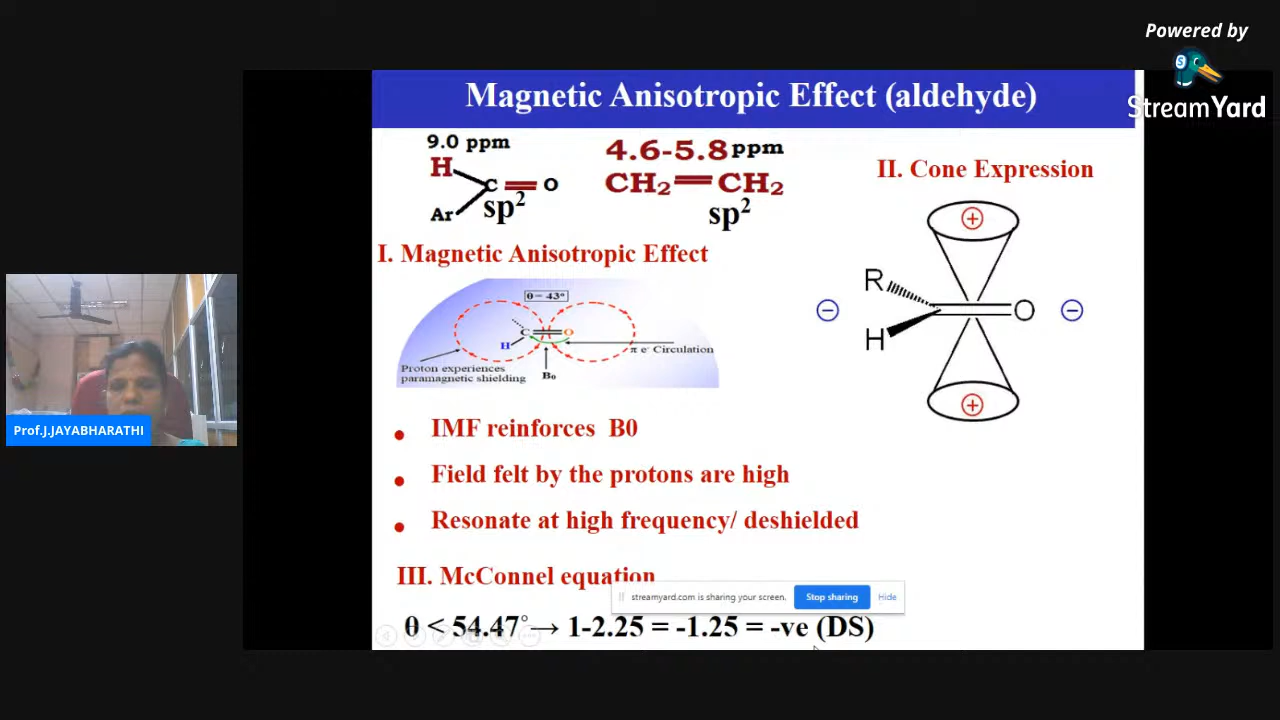 Powered by
StreamYard
Magnetic Anisotropic Effect (aldehyde)
9.0 ppm
H
C
O
Ar
sp²
4.6-5.8 ppm
CH₂=CH₂
sp²
II. Cone Expression
+
R
H
O
−
−
+
I. Magnetic Anisotropic Effect
θ= 43°
C
O
H
π e⁻ Circulation
Proton experiences
paramagnetic shielding
B₀
• IMF reinforces B0
• Field felt by the protons are high
• Resonate at high frequency/ deshielded
III. McConnel equation
streamyard.com is sharing your screen.
Stop sharing
Hide
θ < 54.47° → 1-2.25 = -1.25 = -ve (DS)
Prof.J.JAYABHARATHI